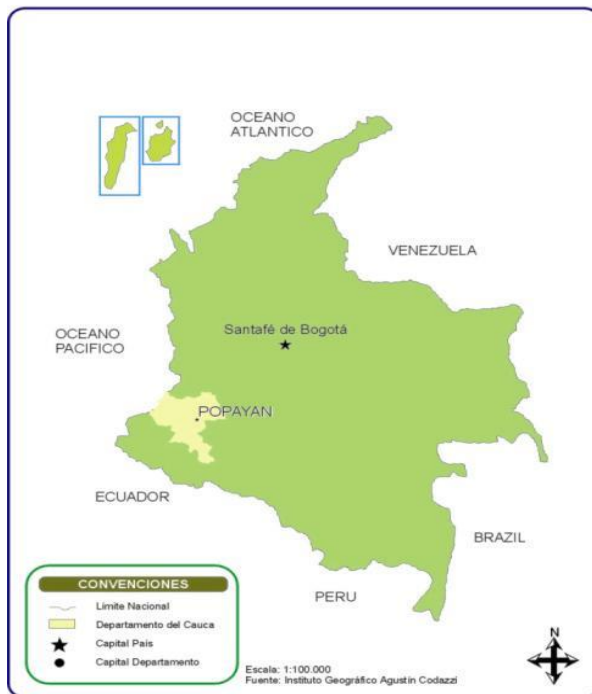 OCEANO
ATLANTICO
VENEZUELA
OCEANO
PACIFICO
Santafé de Bogotá
POPAYAN
ECUADOR
BRAZIL
PERU
CONVENCIONES
Limite Nacional
Departamento del Cauca
Capital País
Capital Departamento
N
Escala: 1:100.000
Fuente: Instituto Geográfico Agustin Codazzi